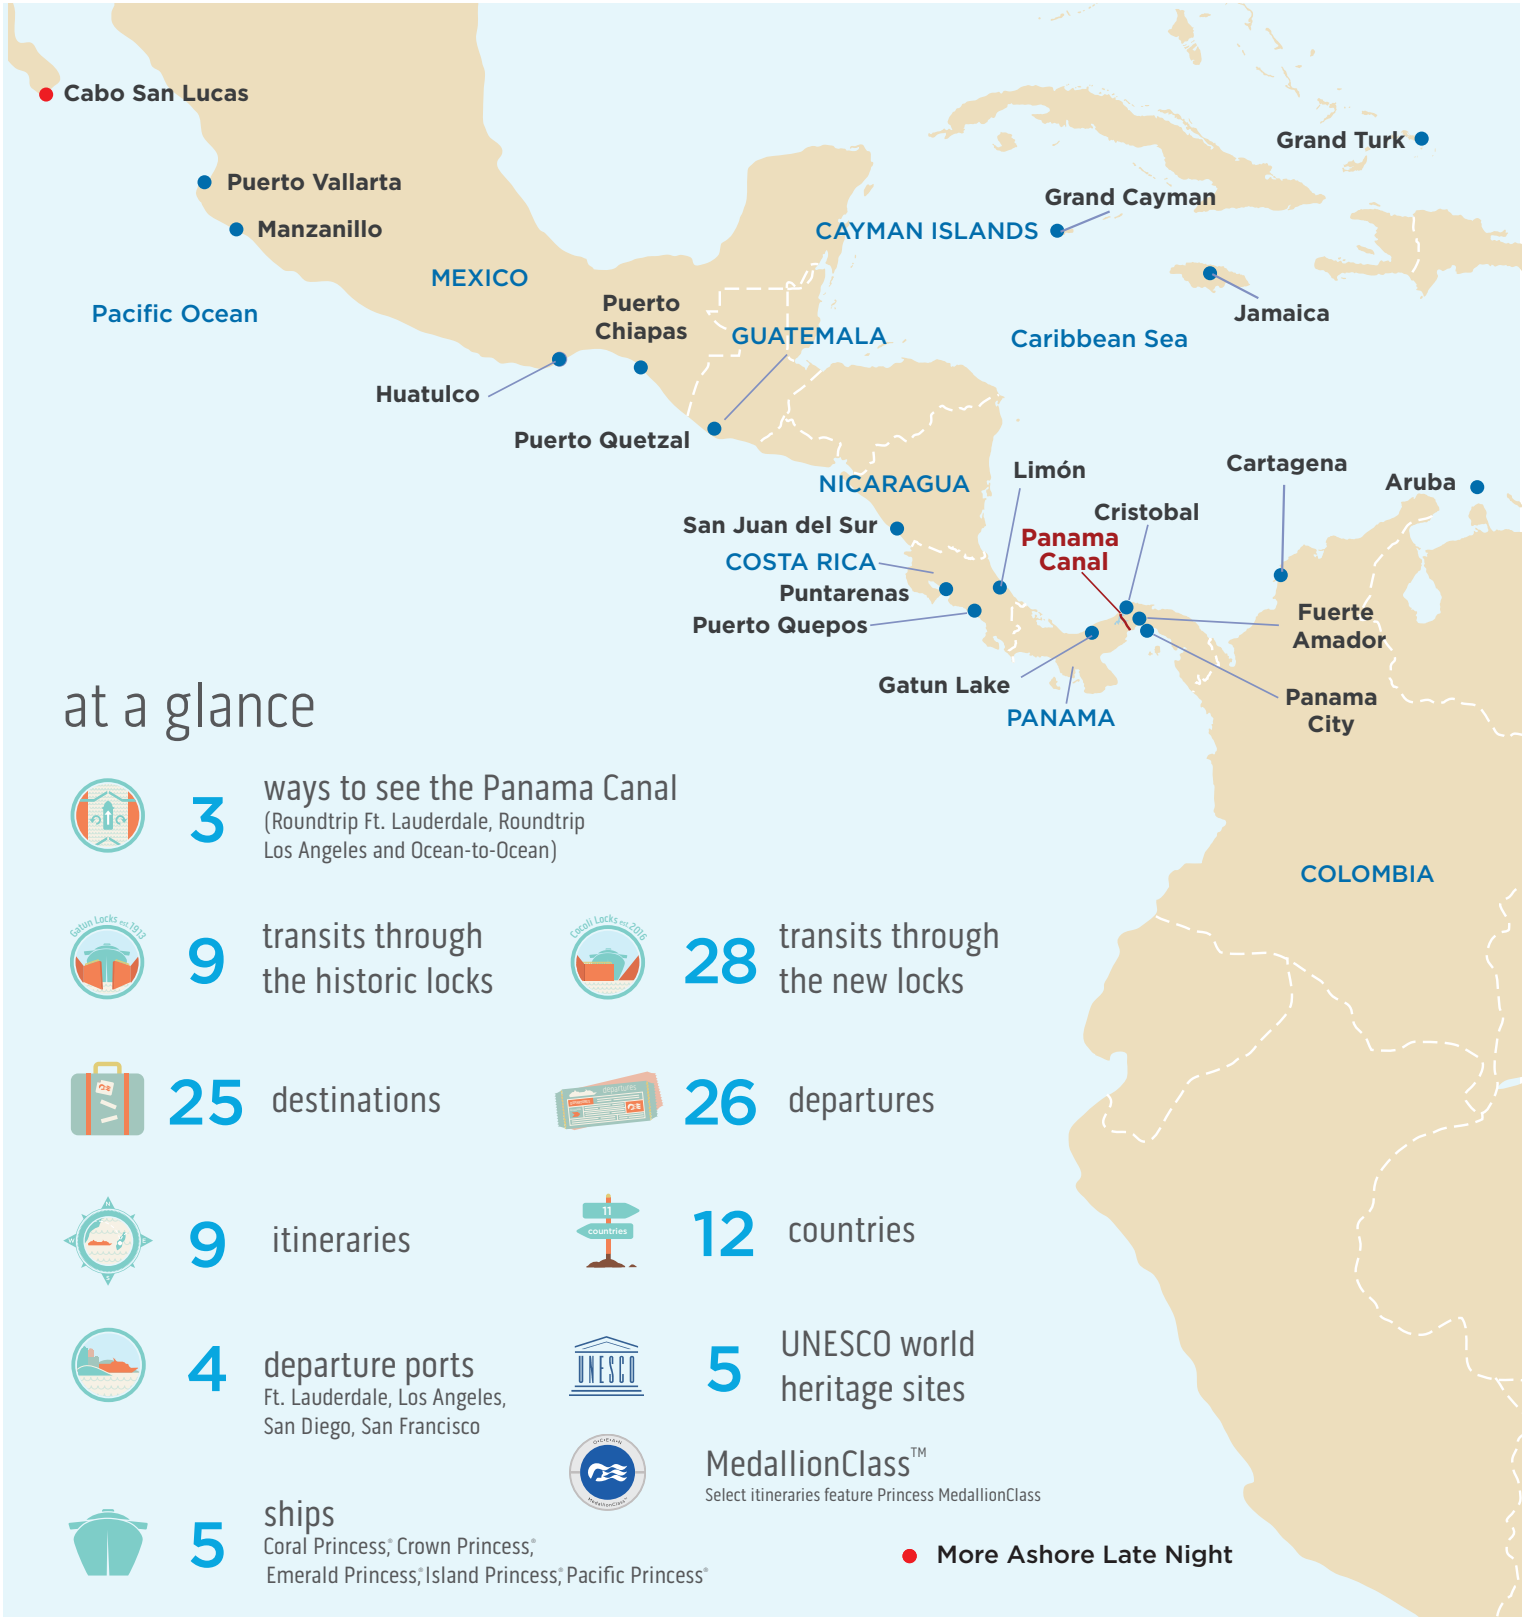 Cabo San Lucas
Grand Turk
Puerto Vallarta
Grand Cayman
Manzanillo
CAYMAN ISLANDS
MEXICO
Pacific Ocean
Puerto
Chiapas
Jamaica
GUATEMALA
Caribbean Sea
Huatulco
Puerto Quetzal
Limón
Cartagena
NICARAGUA
Aruba
Cristobal
San Juan del Sur
Panama
Canal
COSTA RICA
Puntarenas
Puerto Quepos
Fuerte
Amador
Gatun Lake
Panama
City
PANAMA
COLOMBIA
at a glance
3
ways to see the Panama Canal
(Roundtrip Ft. Lauderdale, Roundtrip
Los Angeles and Ocean-to-Ocean)
Gatun Locks est.1913
9
transits through
the historic locks
Cocoli Locks est.2016
28
transits through
the new locks
25
destinations
departures
26
departures
N
E
S
W
9
itineraries
11
countries
12
countries
4
departure ports
Ft. Lauderdale, Los Angeles,
San Diego, San Francisco
UNESCO
5
UNESCO world
heritage sites
O•C•E•A•N
MedallionClass™
MedallionClass™
Select itineraries feature Princess MedallionClass
5
ships
Coral Princess,® Crown Princess,®
Emerald Princess,® Island Princess,® Pacific Princess®
More Ashore Late Night